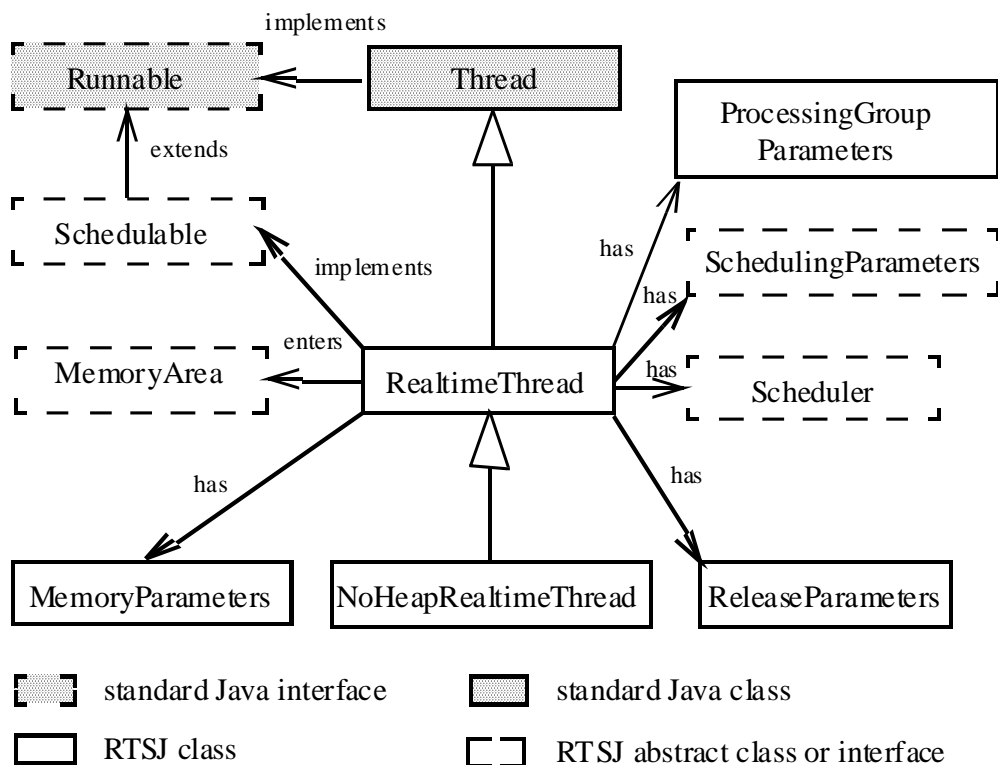 implements
Runnable
Thread
ProcessingGroup
Parameters
extends
Schedulable
implements
has
SchedulingParameters
has
enters
MemoryArea
RealtimeThread
has
Scheduler
has
has
MemoryParameters
NoHeapRealtimeThread
ReleaseParameters
standard Java interface
standard Java class
RTSJ class
RTSJ abstract class or interface